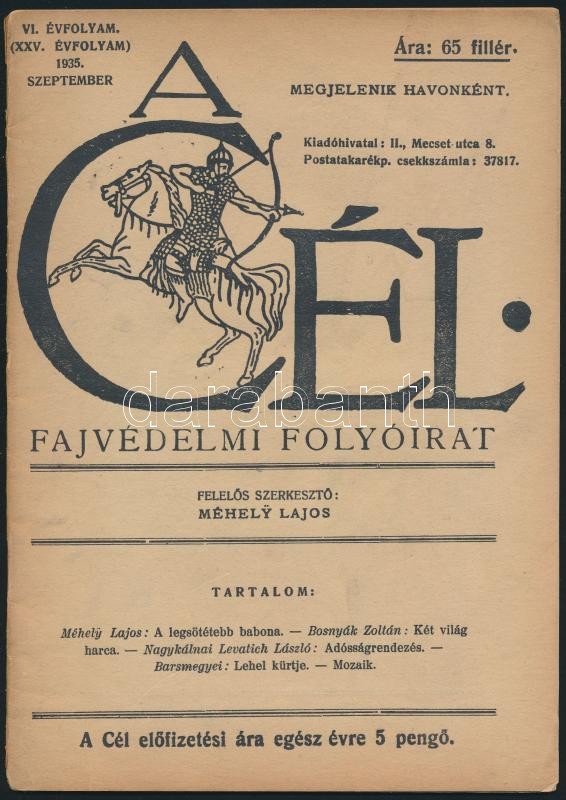 VI. ÉVFOLYAM.
(XXV. ÉVFOLYAM)
1935.
SZEPTEMBER
Ára: 65 fillér.
MEGJELENIK HAVONKÉNT.
Kiadóhivatal: II., Mecset utca 8.
Postatakarékp. csekkszámla: 37817.
A
CÉL.
darabanth
FAJVÉDELMI FOLYÓIRAT
FELELŐS SZERKESZTŐ:
MÉHELŸ LAJOS
TARTALOM:
Méhelÿ Lajos: A legsötétebb babona. — Bosnyák Zoltán: Két világ
harca. — Nagykálnai Levatich László: Adósságrendezés. —
Barsmegyei: Lehel kürtje. — Mozaik.
A Cél előfizetési ára egész évre 5 pengő.